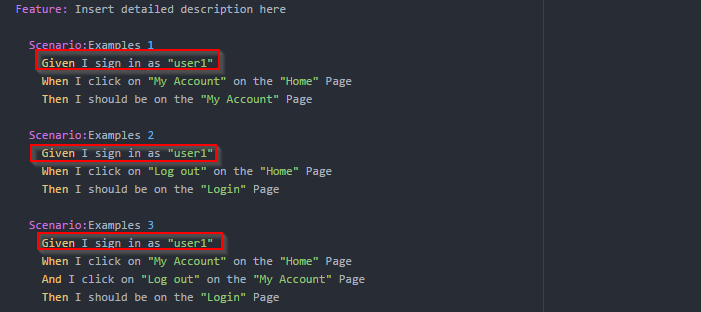 Feature: Insert detailed description here
Scenario:Examples 1
Given I sign in as "user1"
When I click on "My Account" on the "Home" Page
Then I should be on the "My Account" Page
Scenario:Examples 2
Given I sign in as "user1"
When I click on "Log out" on the "Home" Page
Then I should be on the "Login" Page
Scenario:Examples 3
Given I sign in as "user1"
When I click on "My Account" on the "Home" Page
And I click on "Log out" on the "My Account" Page
Then I should be on the "Login" Page